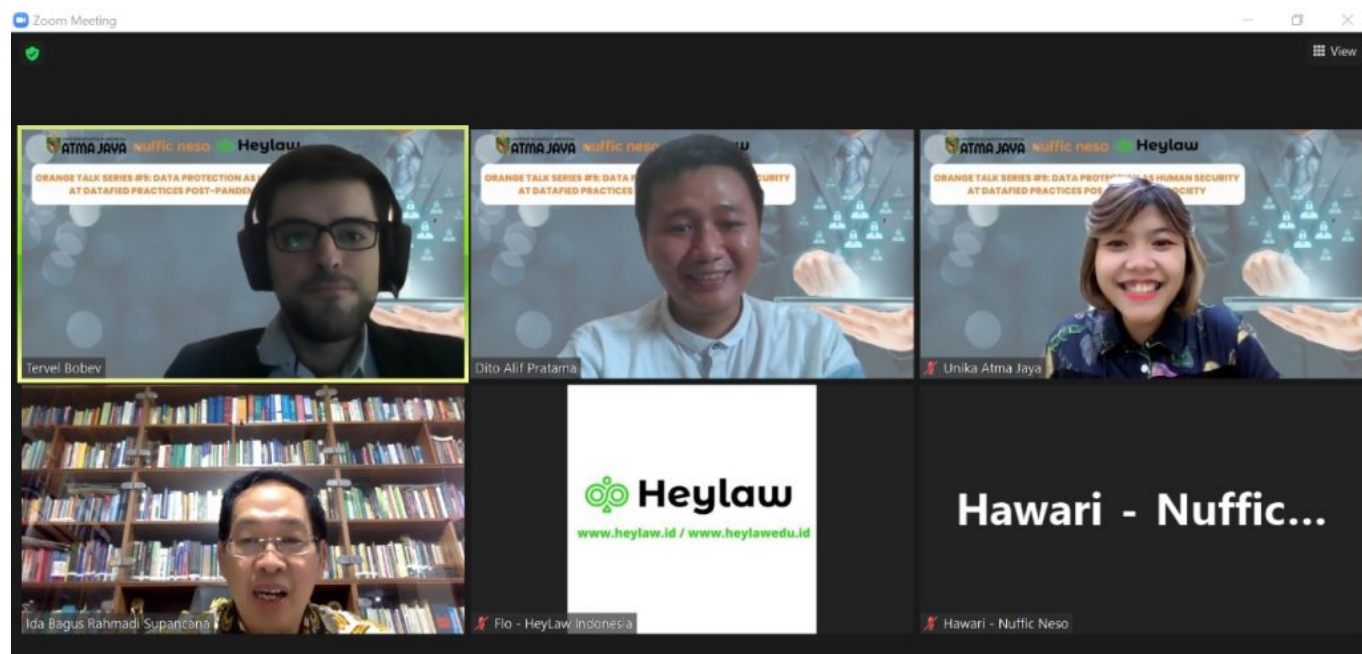 Zoom Meeting
View
ATMA JAYA nuffic neso Heylaw
ORANGE TALK SERIES #9: DATA PROTECTION AS H
AT DATAFIED PRACTICES POST-PANDEM
Tervel Bobev
ATMA JAYA nuffic neso
ORANGE TALK SERIES #9: DATA P CURITY
AT DATAFIED PRACTICES
Dito Alif Pratama
ATMA JAYA nuffic neso Heylaw
ORANGE TALK SERIES #9: DATA PROTECTION AS HUMAN SECURITY
AT DATAFIED PRACTICES POS OCIETY
Unika Atma Jaya
Ida Bagus Rahmadi Supancana
Heylaw
www.heylaw.id / www.heylawedu.id
Flo - HeyLaw Indonesia
Hawari - Nuffic...
Hawari - Nuffic Neso